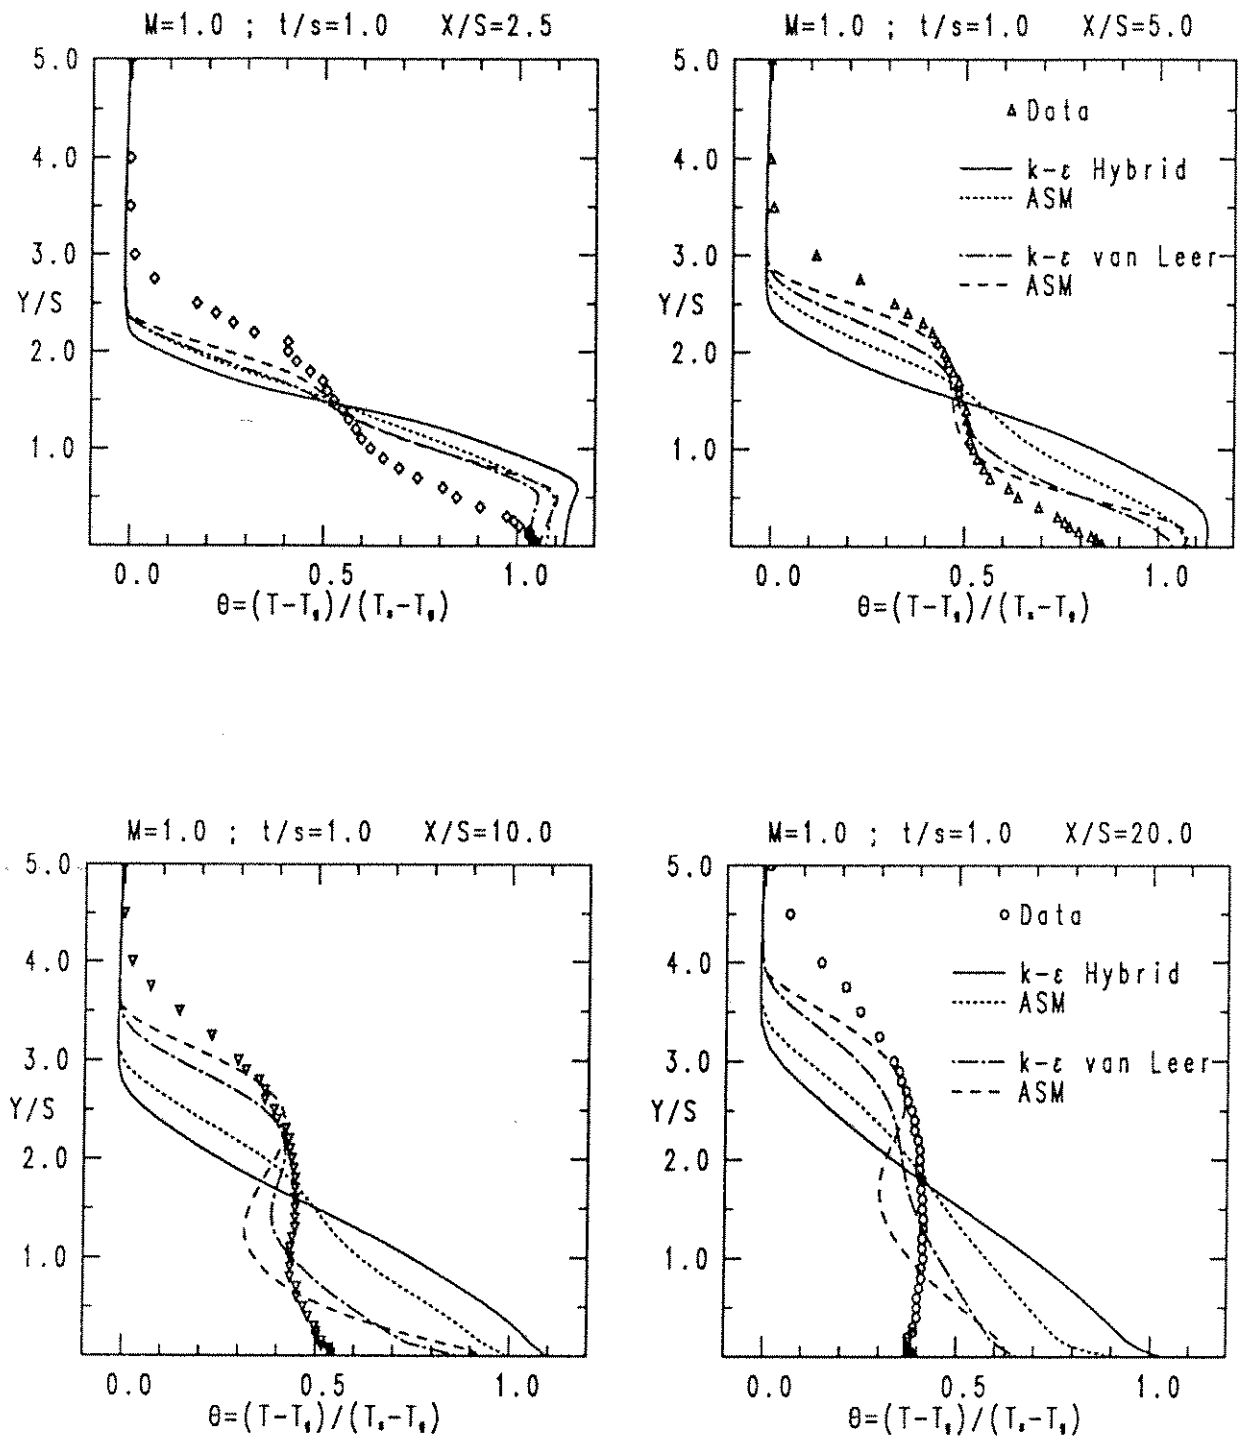 M=1.0 ; t/s=1.0 X/S=2.5
5.0
4.0
3.0
Y/S
2.0
1.0
0.0 0.5 1.0
θ=(T-T)/(T-T)
M=1.0 ; t/s=1.0 X/S=5.0
5.0
4.0
3.0
Y/S
2.0
1.0
Data
k-ε Hybrid
ASM
k-ε van Leer
ASM
0.0 0.5 1.0
θ=(T-T)/(T-T)
M=1.0 ; t/s=1.0 X/S=10.0
5.0
4.0
3.0
Y/S
2.0
1.0
0.0 0.5 1.0
θ=(T-T)/(T-T)
M=1.0 ; t/s=1.0 X/S=20.0
5.0
4.0
3.0
Y/S
2.0
1.0
Data
k-ε Hybrid
ASM
k-ε van Leer
ASM
0.0 0.5 1.0
θ=(T-T)/(T-T)